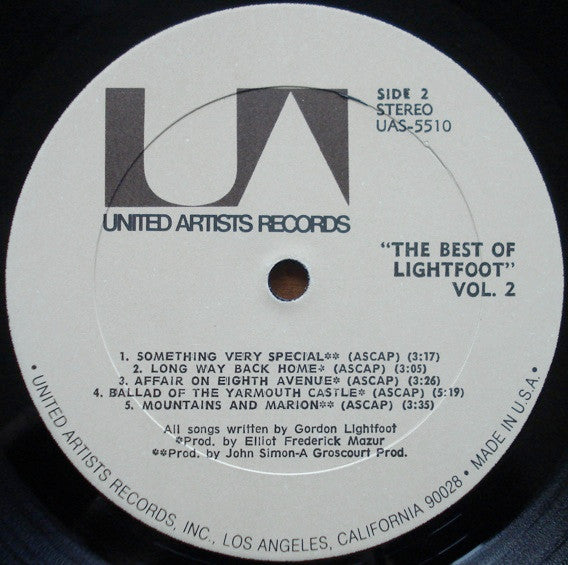 UA
UNITED ARTISTS RECORDS
SIDE 2
STEREO
UAS-5510
"THE BEST OF
LIGHTFOOT"
VOL. 2
1. SOMETHING VERY SPECIAL** (ASCAP) (3:17)
2. LONG WAY BACK HOME* (ASCAP) (3:05)
3. AFFAIR ON EIGHTH AVENUE* (ASCAP) (3:26)
4. BALLAD OF THE YARMOUTH CASTLE* (ASCAP) (5:19)
5. MOUNTAINS AND MARION** (ASCAP) (3:35)
All songs written by Gordon Lightfoot
*Prod. by Elliot Frederick Mazur
**Prod. by John Simon-A Groscourt Prod.
• UNITED ARTISTS RECORDS, INC., LOS ANGELES, CALIFORNIA 90028 • MADE IN U.S.A. •